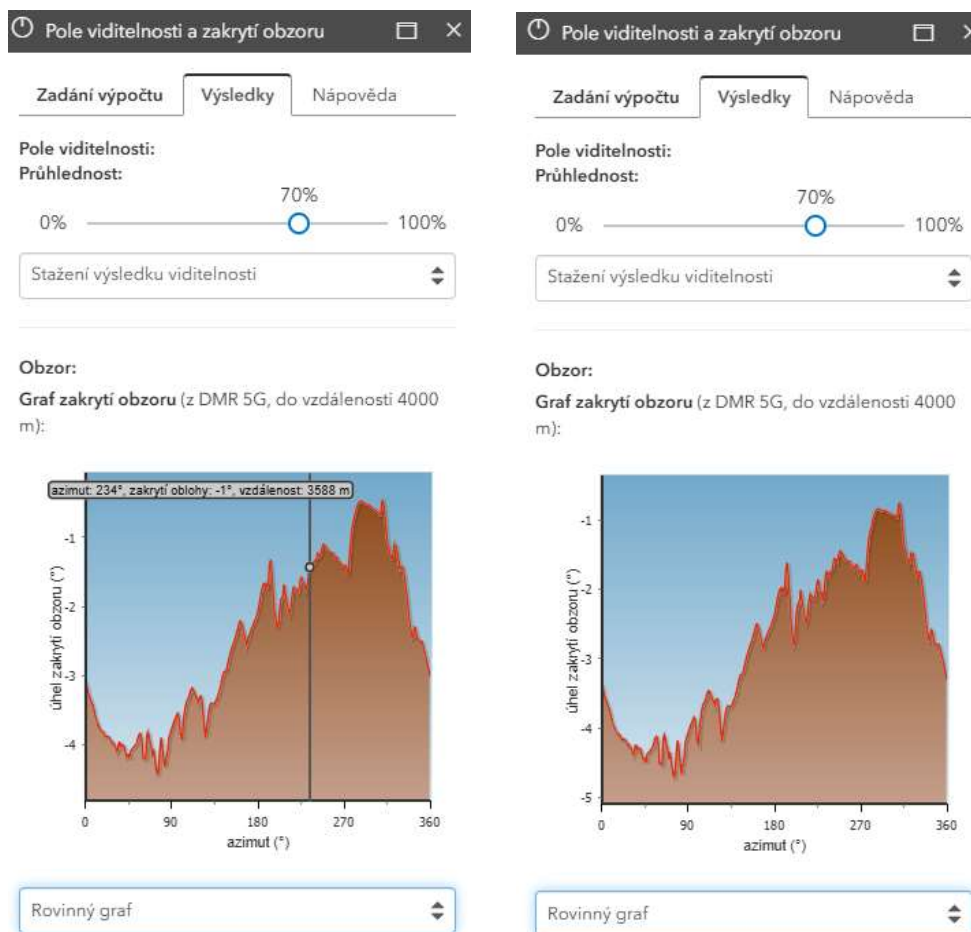 Pole viditelnosti a zakrytí obzoru
Zadání výpočtu
Výsledky
Nápověda
Pole viditelnosti:
Průhlednost:
70%
0%
100%
Stažení výsledku viditelnosti
Obzor:
Graf zakrytí obzoru (z DMR 5G, do vzdálenosti 4000
m):
azimut: 234°, zakrytí oblohy: -1°, vzdálenost: 3588 m
-1
-2
-3
-4
úhel zakrytí obzoru (°)
0
90
180
270
360
azimut (°)
Rovinný graf
Pole viditelnosti a zakrytí obzoru
Zadání výpočtu
Výsledky
Nápověda
Pole viditelnosti:
Průhlednost:
70%
0%
100%
Stažení výsledku viditelnosti
Obzor:
Graf zakrytí obzoru (z DMR 5G, do vzdálenosti 4000
m):
-1
-2
-3
-4
-5
úhel zakrytí obzoru (°)
0
90
180
270
360
azimut (°)
Rovinný graf